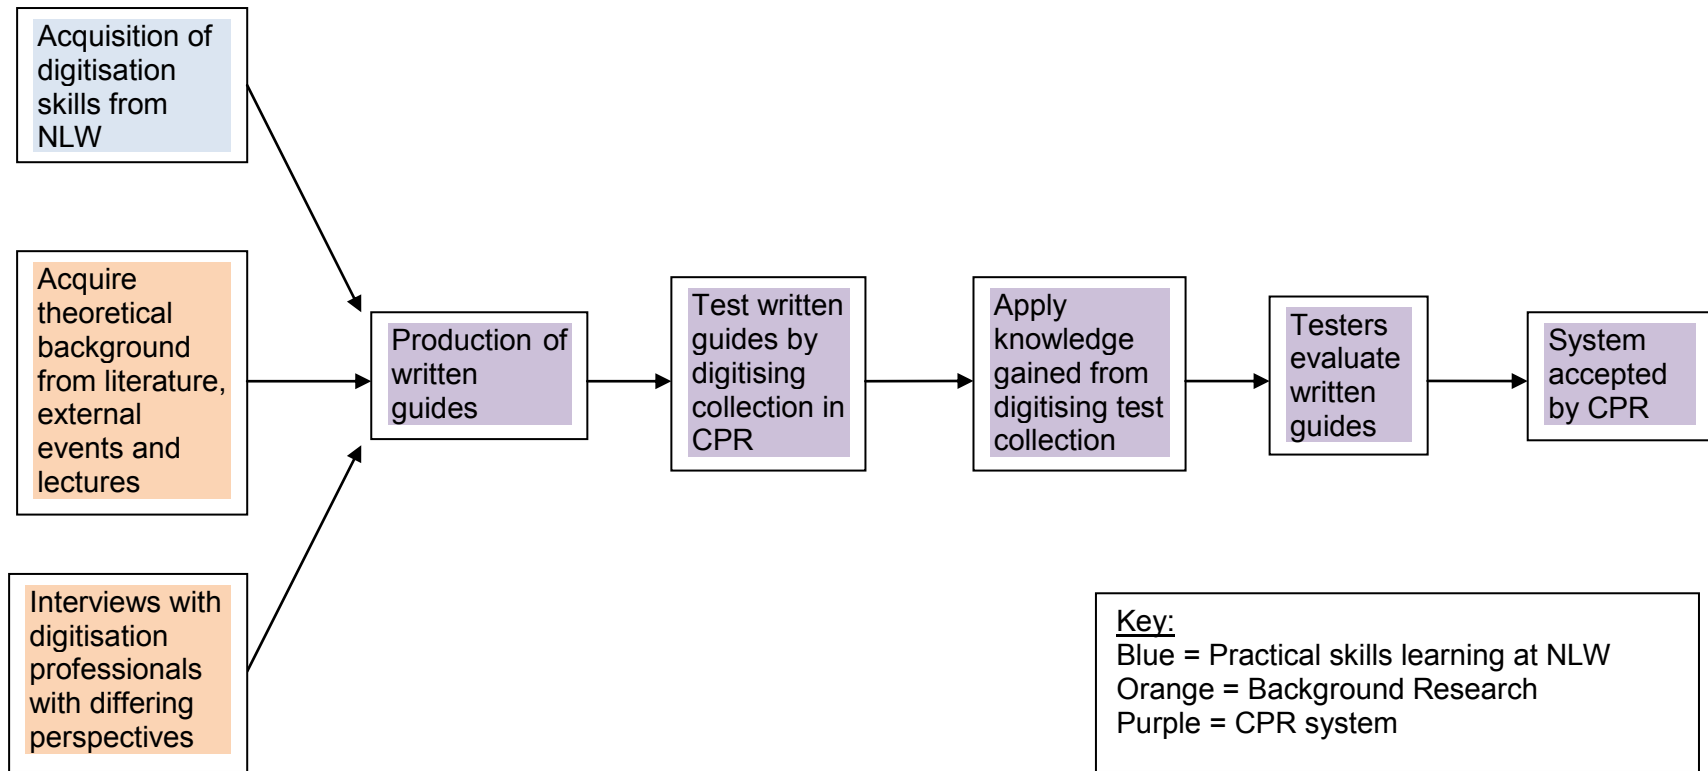 Acquisition of
digitisation
skills from
NLW
Acquire
theoretical
background
from literature,
external
events and
lectures
Interviews with
digitisation
professionals
with differing
perspectives
Production of
written
guides
Test written
guides by
digitising
collection in
CPR
Apply
knowledge
gained from
digitising test
collection
Testers
evaluate
written
guides
System
accepted
by CPR
Key:
Blue = Practical skills learning at NLW
Orange = Background Research
Purple = CPR system